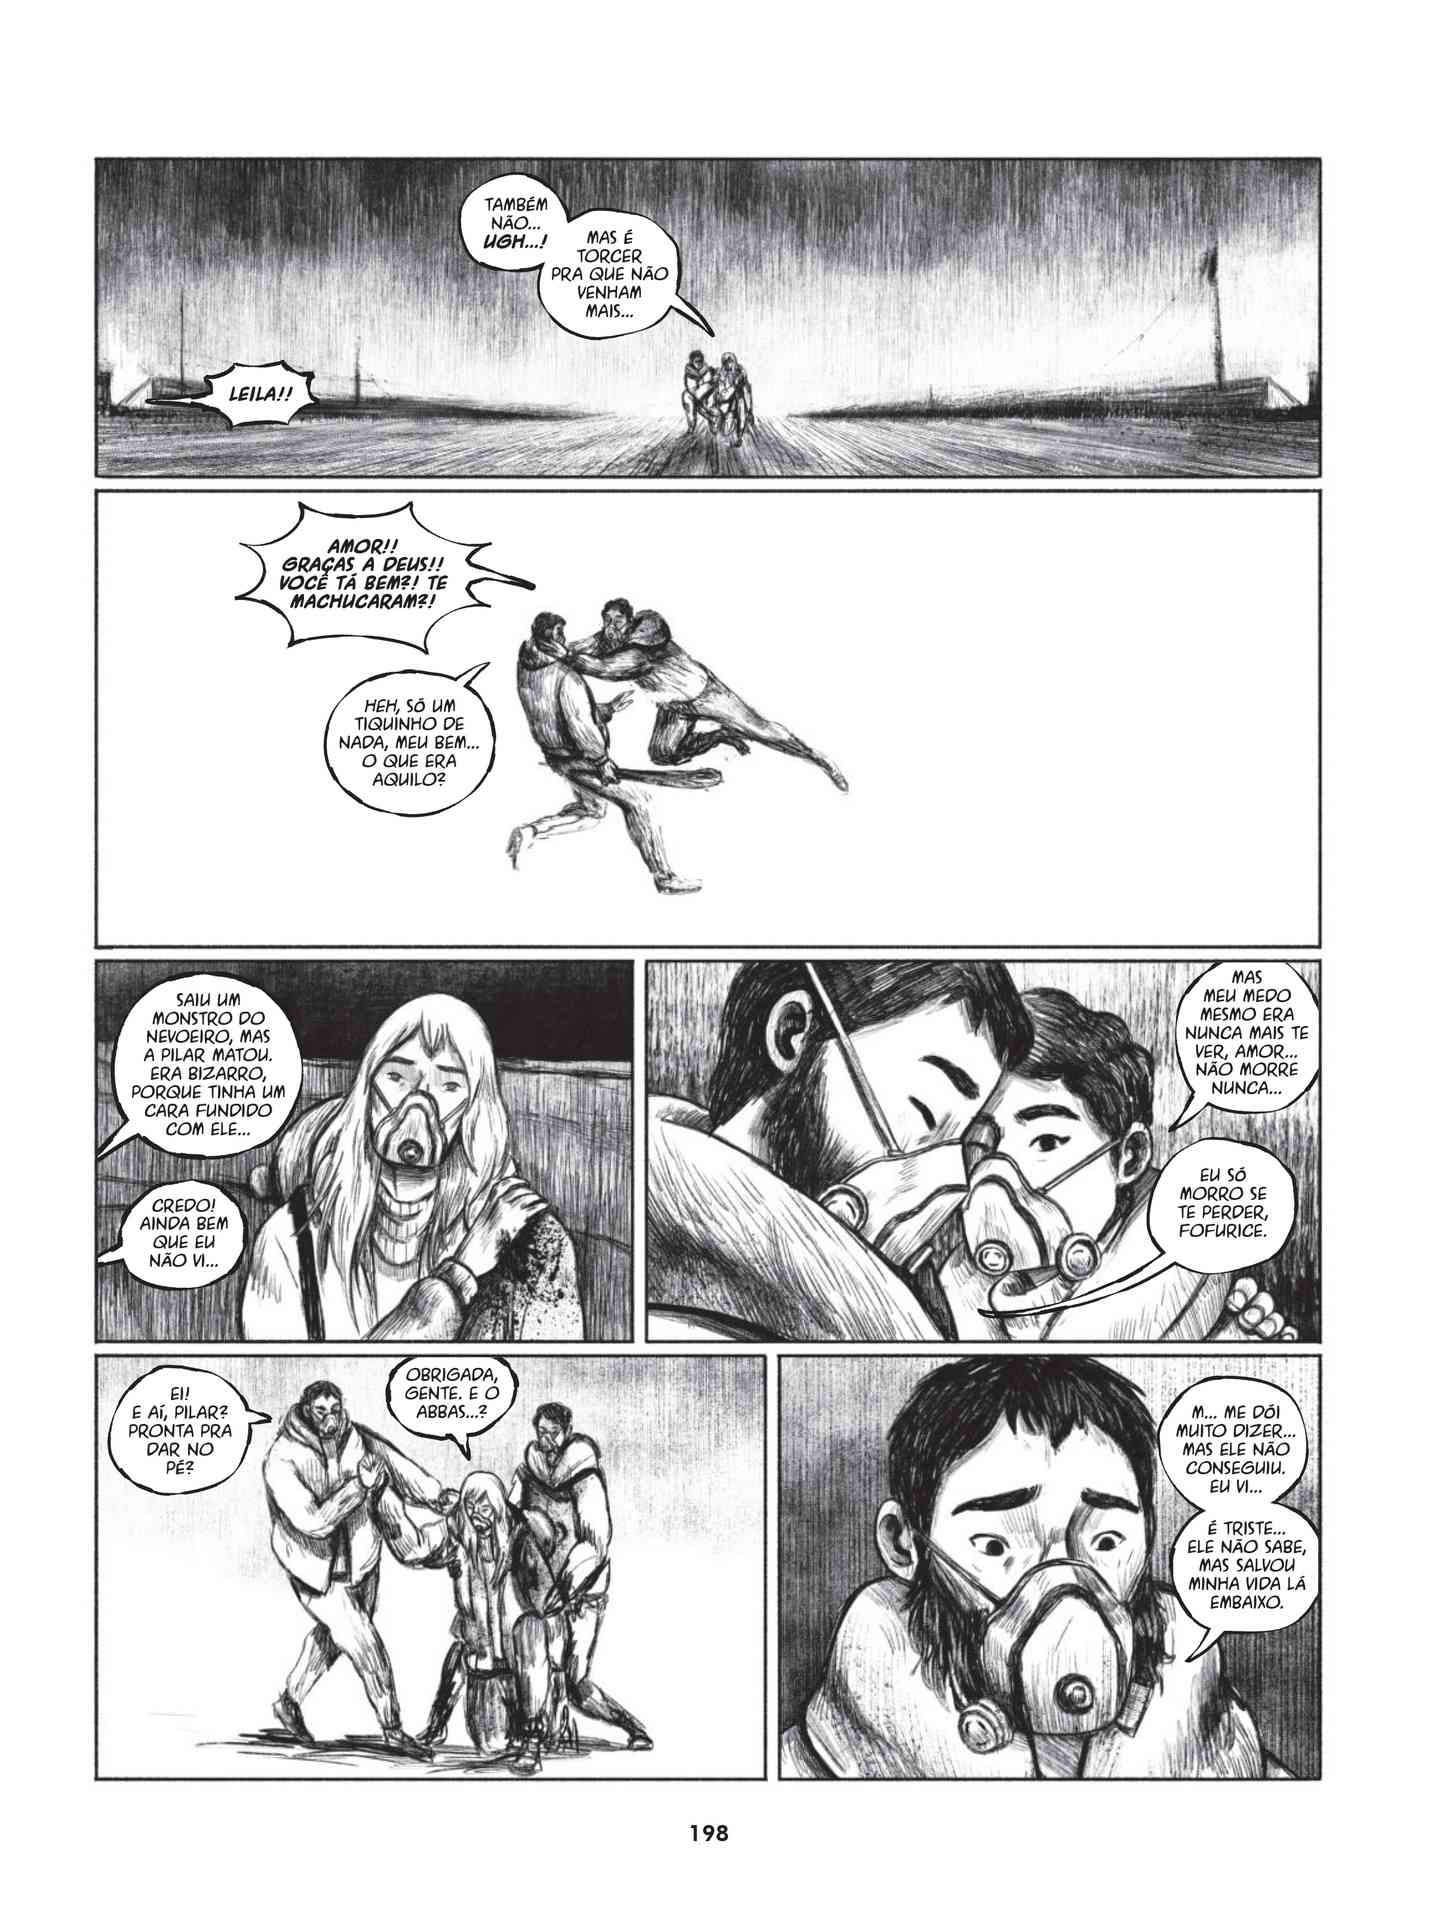 TAMBÉM
NÃO...
UGH...!
MAS É
TORCER
PRA QUE NÃO
VENHAM
MAIS...
LEILA!!
AMOR!!
GRAÇAS A DEUS!!
VOCÊ TÁ BEM?! TE
MACHUCARAM?!
HEH, SÓ UM
TIQUINHO DE
NADA, MEU BEM...
O QUE ERA
AQUILO?
SAIU UM
MONSTRO DO
NEVOEIRO, MAS
A PILAR MATOU.
ERA BIZARRO,
PORQUE TINHA UM
CARA FUNDIDO
COM ELE...
CREDO!
AINDA BEM
QUE EU
NÃO VI...
MAS
MEU MEDO
MESMO ERA
NUNCA MAIS TE
VER, AMOR...
NÃO MORRE
NUNCA...
EU SÓ
MORRO SE
TE PERDER,
FOFURICE.
EI!
E AÍ, PILAR?
PRONTA PRA
DAR NO
PÉ?
OBRIGADA,
GENTE. E O
ABBAS...?
M... ME DÓI
MUITO DIZER...
MAS ELE NÃO
CONSEGUIU.
EU VI...
É TRISTE...
ELE NÃO SABE,
MAS SALVOU
MINHA VIDA LÁ
EMBAIXO.
198